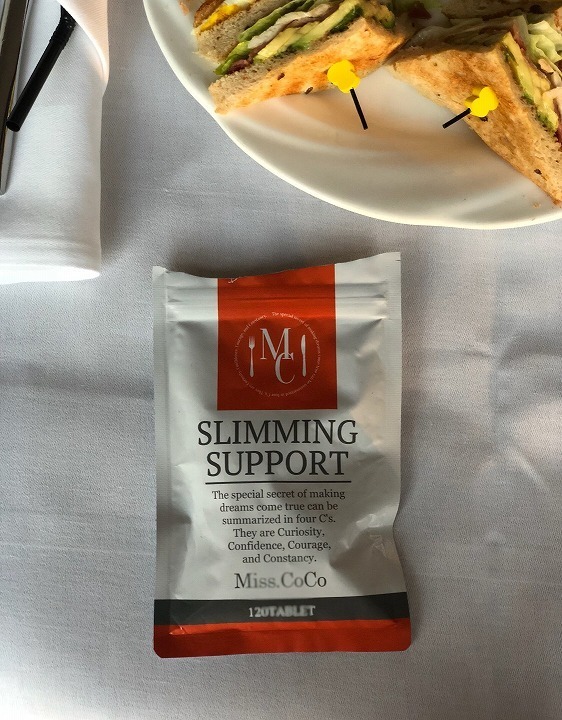 MC
SLIMMING
SUPPORT
The special secret of making
dreams come true can be
summarized in four C's.
They are Curiosity,
Confidence, Courage,
and Constancy.
Miss.CoCo
120TABLET